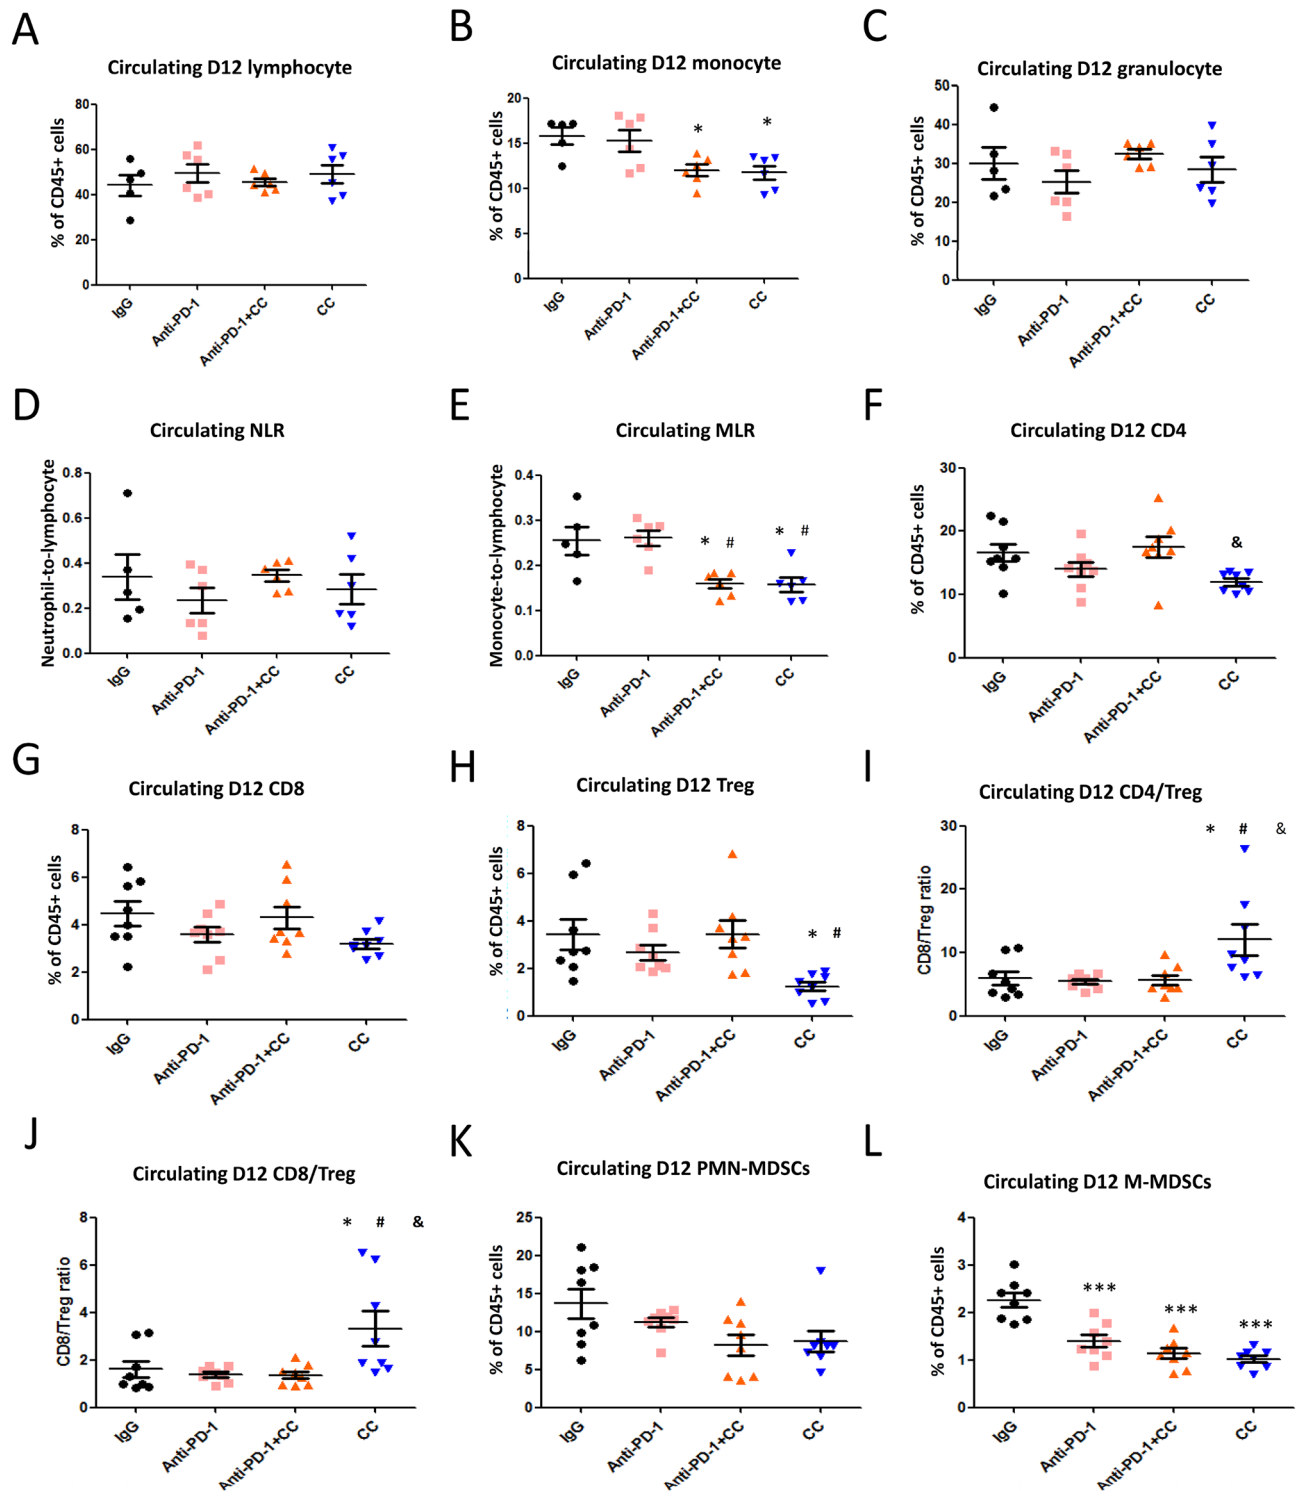 A
Circulating D12 lymphocyte
% of CD45+ cells
80
60
40
20
0
IgG
Anti-PD-1
Anti-PD-1+CC
CC
B
Circulating D12 monocyte
% of CD45+ cells
20
15
10
5
0
* *
IgG
Anti-PD-1
Anti-PD-1+CC
CC
C
Circulating D12 granulocyte
% of CD45+ cells
50
40
30
20
10
0
IgG
Anti-PD-1
Anti-PD-1+CC
CC
D
Circulating NLR
Neutrophil-to-lymphocyte
0.8
0.6
0.4
0.2
0.0
IgG
Anti-PD-1
Anti-PD-1+CC
CC
E
Circulating MLR
Monocyte-to-lymphocyte
0.4
0.3
0.2
0.1
0.0
* # * #
IgG
Anti-PD-1
Anti-PD-1+CC
CC
F
Circulating D12 CD4
% of CD45+ cells
30
20
10
0
&
IgG
Anti-PD-1
Anti-PD-1+CC
CC
G
Circulating D12 CD8
% of CD45+ cells
8
6
4
2
0
IgG
Anti-PD-1
Anti-PD-1+CC
CC
H
Circulating D12 Treg
% of CD45+ cells
8
6
4
2
0
* #
IgG
Anti-PD-1
Anti-PD-1+CC
CC
I
Circulating D12 CD4/Treg
CD8/Treg ratio
30
20
10
0
* # &
IgG
Anti-PD-1
Anti-PD-1+CC
CC
J
Circulating D12 CD8/Treg
CD8/Treg ratio
8
6
4
2
0
* # &
IgG
Anti-PD-1
Anti-PD-1+CC
CC
K
Circulating D12 PMN-MDSCs
% of CD45+ cells
25
20
15
10
5
0
IgG
Anti-PD-1
Anti-PD-1+CC
CC
L
Circulating D12 M-MDSCs
% of CD45+ cells
4
3
2
1
0
*** *** ***
IgG
Anti-PD-1
Anti-PD-1+CC
CC